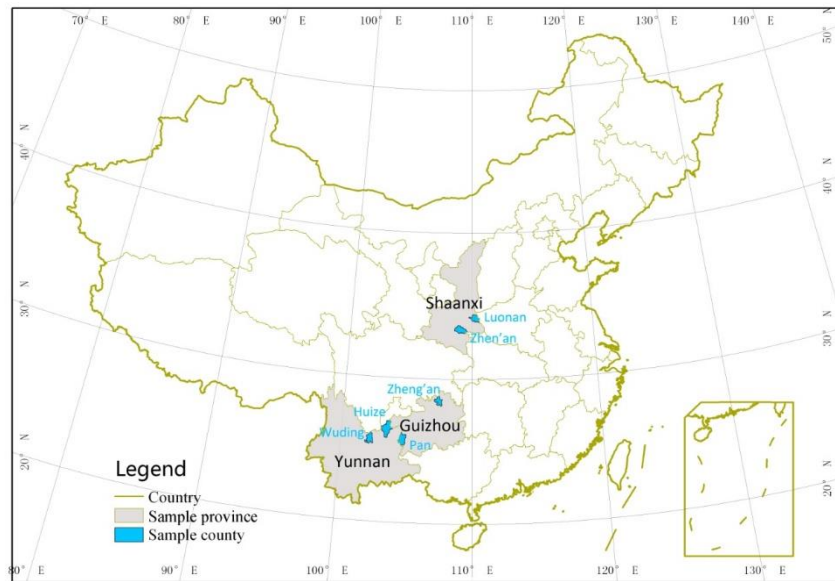 70° E
80° E
90° E
100° E
110° E
120° E
130° E
140° E
50° N
40° N
40° N
30° N
30° N
20° N
20° N
Shaanxi
Luonan
Zhen'an
Zheng'an
Huize
Guizhou
Wuding
Pan
Yunnan
Legend
Country
Sample province
Sample county
80° E
90° E
100° E
110° E
120° E
130° E